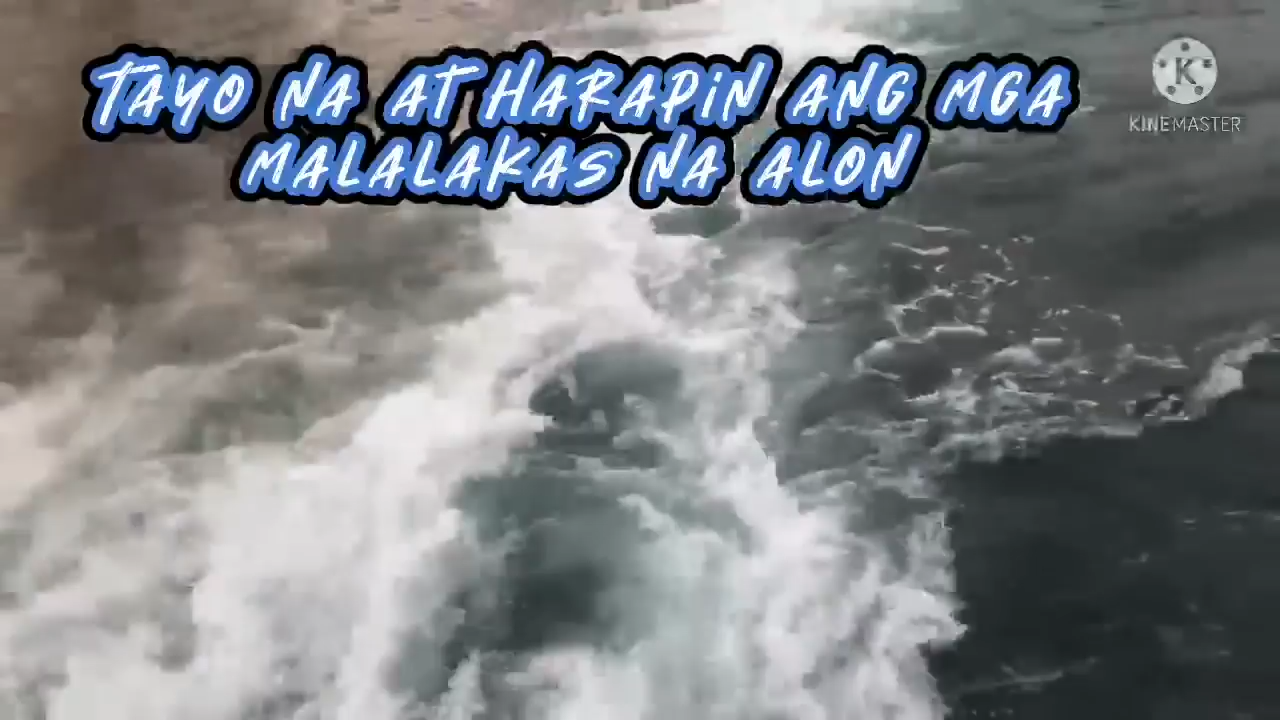 TAYO NA AT HARAPIN ANG MGA
MALALAKAS NA ALON
K
KINEMASTER